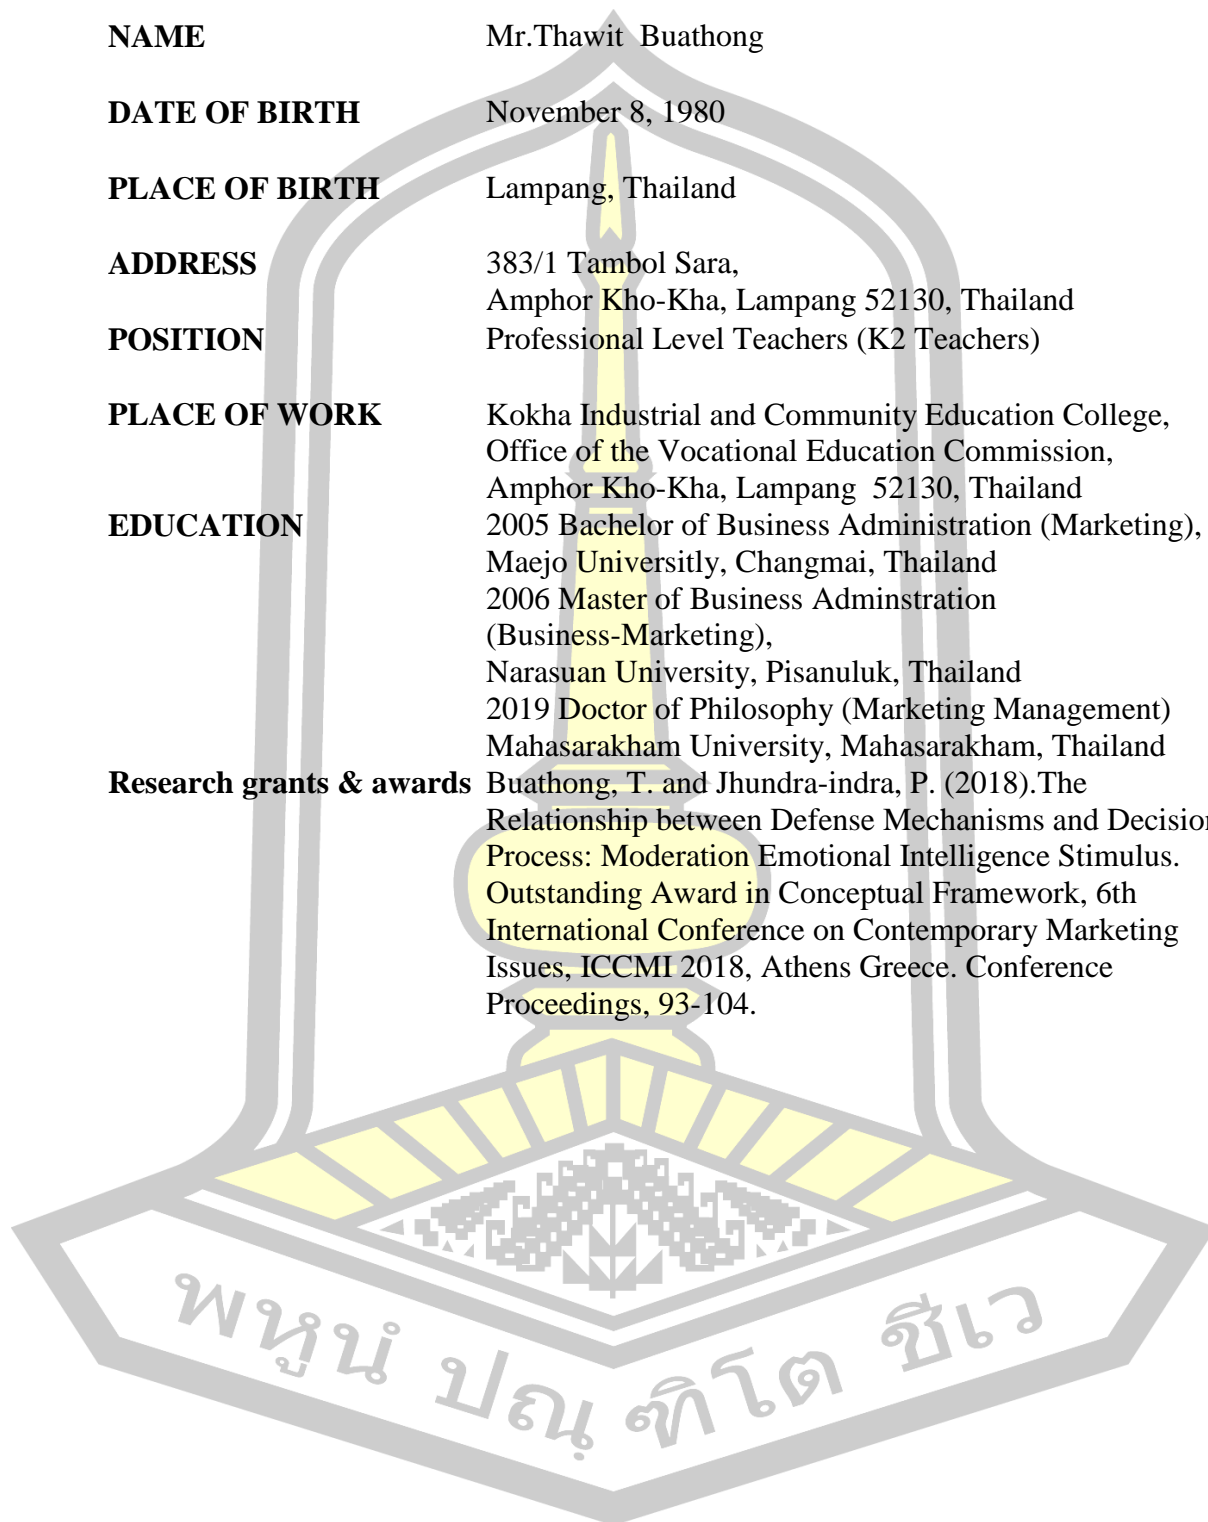 NAME Mr.Thawit Buathong
DATE OF BIRTH November 8, 1980
PLACE OF BIRTH Lampang, Thailand
ADDRESS 383/1 Tambol Sara,
Amphor Kho-Kha, Lampang 52130, Thailand
POSITION Professional Level Teachers (K2 Teachers)
PLACE OF WORK Kokha Industrial and Community Education College,
Office of the Vocational Education Commission,
Amphor Kho-Kha, Lampang 52130, Thailand
EDUCATION 2005 Bachelor of Business Administration (Marketing),
Maejo Universitly, Changmai, Thailand
2006 Master of Business Adminstration
(Business-Marketing),
Narasuan University, Pisanuluk, Thailand
2019 Doctor of Philosophy (Marketing Management)
Mahasarakham University, Mahasarakham, Thailand
Research grants & awards Buathong, T. and Jhundra-indra, P. (2018).The
Relationship between Defense Mechanisms and Decision
Process: Moderation Emotional Intelligence Stimulus.
Outstanding Award in Conceptual Framework, 6th
International Conference on Contemporary Marketing
Issues, ICCMI 2018, Athens Greece. Conference
Proceedings, 93-104.
พหูนํ ปณฺฑิโต ชีเว